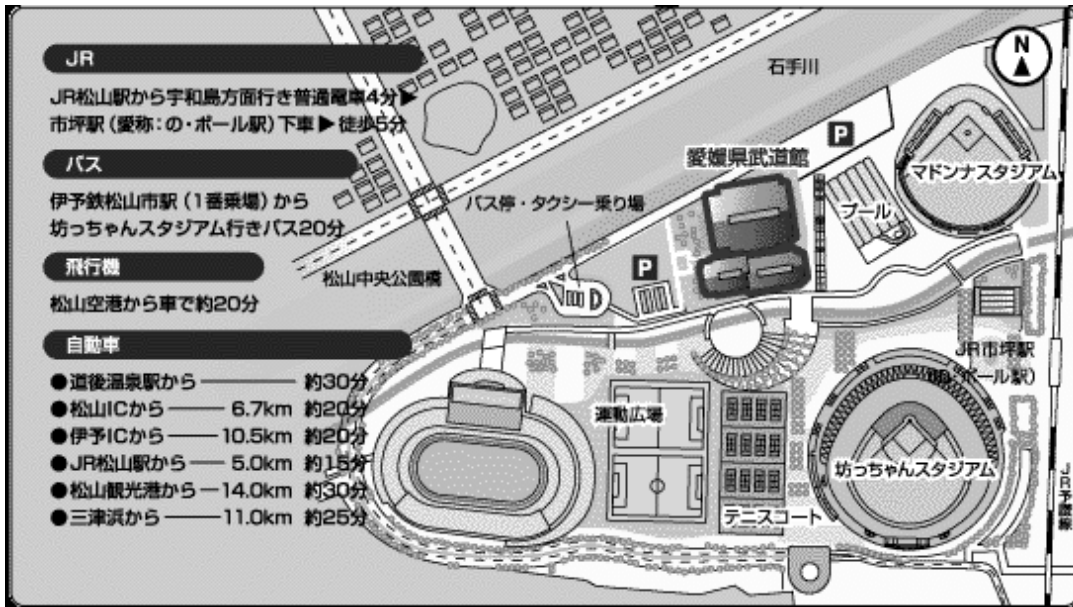 JR
JR松山駅から宇和島方面行き普通電車4分▶
市坪駅（愛称：の・ボール駅）下車▶徒歩5分
バス
伊予鉄松山市駅（1番乗場）から
坊っちゃんスタジアム行きバス20分
飛行機
松山空港から車で約20分
自動車
●道後温泉駅から 約30分
●松山ICから 6.7km 約20分
●伊予ICから 10.5km 約20分
●JR松山駅から 5.0km 約15分
●松山観光港から 14.0km 約30分
●三津浜から 11.0km 約25分
石手川
N
P
愛媛県武道館
マドンナスタジアム
バス停・タクシー乗り場
プール
P
松山中央公園橋
JR市坪駅
ボール駅）
運動広場
坊っちゃんスタジアム
テニスコート
JR予讃線